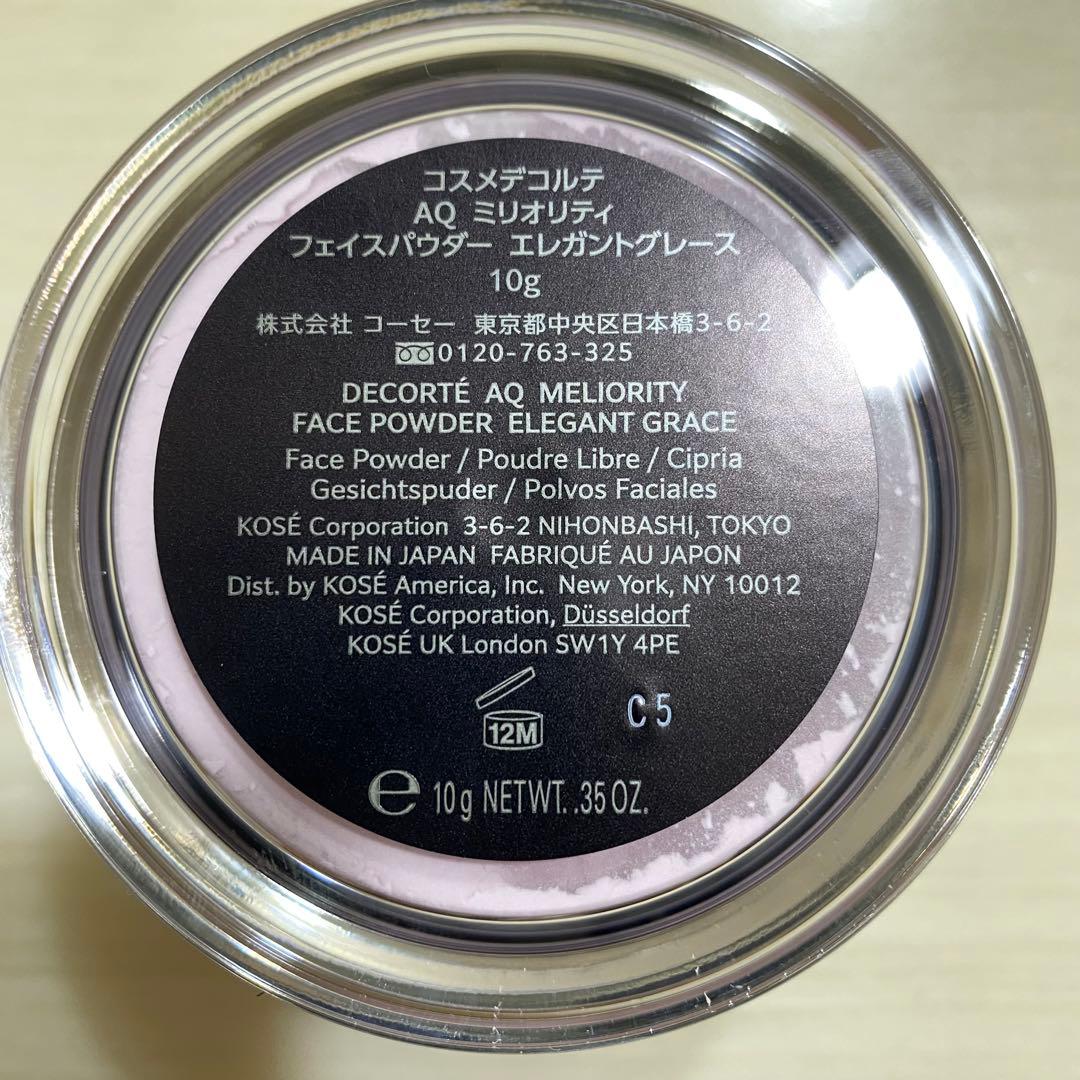 コスメデコルテ
AQ ミリオリティ
フェイスパウダー エレガントグレース
10g
株式会社 コーセー 東京都中央区日本橋3-6-2
0120-763-325
DECORTÉ AQ MELIORITY
FACE POWDER ELEGANT GRACE
Face Powder / Poudre Libre / Cipria
Gesichtspuder / Polvos Faciales
KOSÉ Corporation 3-6-2 NIHONBASHI, TOKYO
MADE IN JAPAN FABRIQUÉ AU JAPON
Dist. by KOSÉ America, Inc. New York, NY 10012
KOSÉ Corporation, Düsseldorf
KOSÉ UK London SW1Y 4PE
12M
C5
℮ 10g NETWT. .35 OZ.